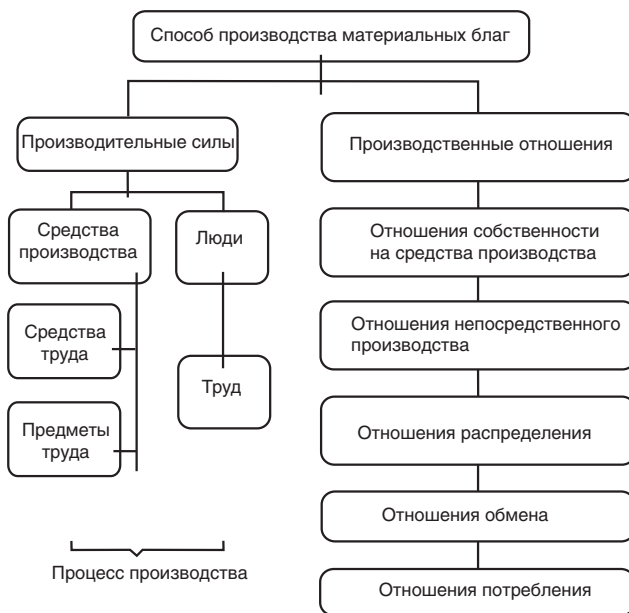 Способ производства материальных благ
Производительные силы
Производственные отношения
Средства
производства
Люди
Отношения собственности
на средства производства
Средства
труда
Отношения непосредственного
производства
Труд
Предметы
труда
Отношения распределения
Отношения обмена
Процесс производства
Отношения потребления